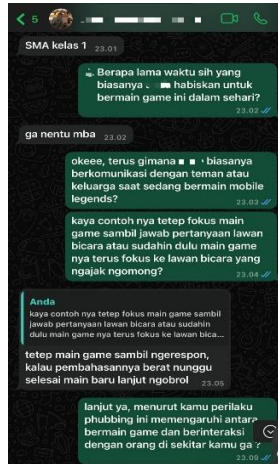 5
SMA kelas 1 23.01
Berapa lama waktu sih yang
biasanya habiskan untuk
bermain game ini dalam sehari?
23.02
ga nentu mba 23.02
okeee, terus gimana biasanya
berkomunikasi dengan teman atau
keluarga saat sedang bermain mobile
legends? 23.03
kaya contoh nya tetep fokus main
game sambil jawab pertanyaan lawan
bicara atau sudahin dulu main game
nya terus fokus ke lawan bicara yang
ngajak ngomong? 23.04
Anda
kaya contoh nya tetep fokus main game sambil
jawab pertanyaan lawan bicara atau sudahin
dulu main game nya terus fokus ke lawan bica...
tetep main game sambil ngerespon,
kalau pembahasannya berat nunggu
selesai main baru lanjut ngobrol 23.05
lanjut ya, menurut kamu perilaku
phubbing ini memengaruhi antara
bermain game dan berinteraksi
dengan orang di sekitar kamu ga?
23.09